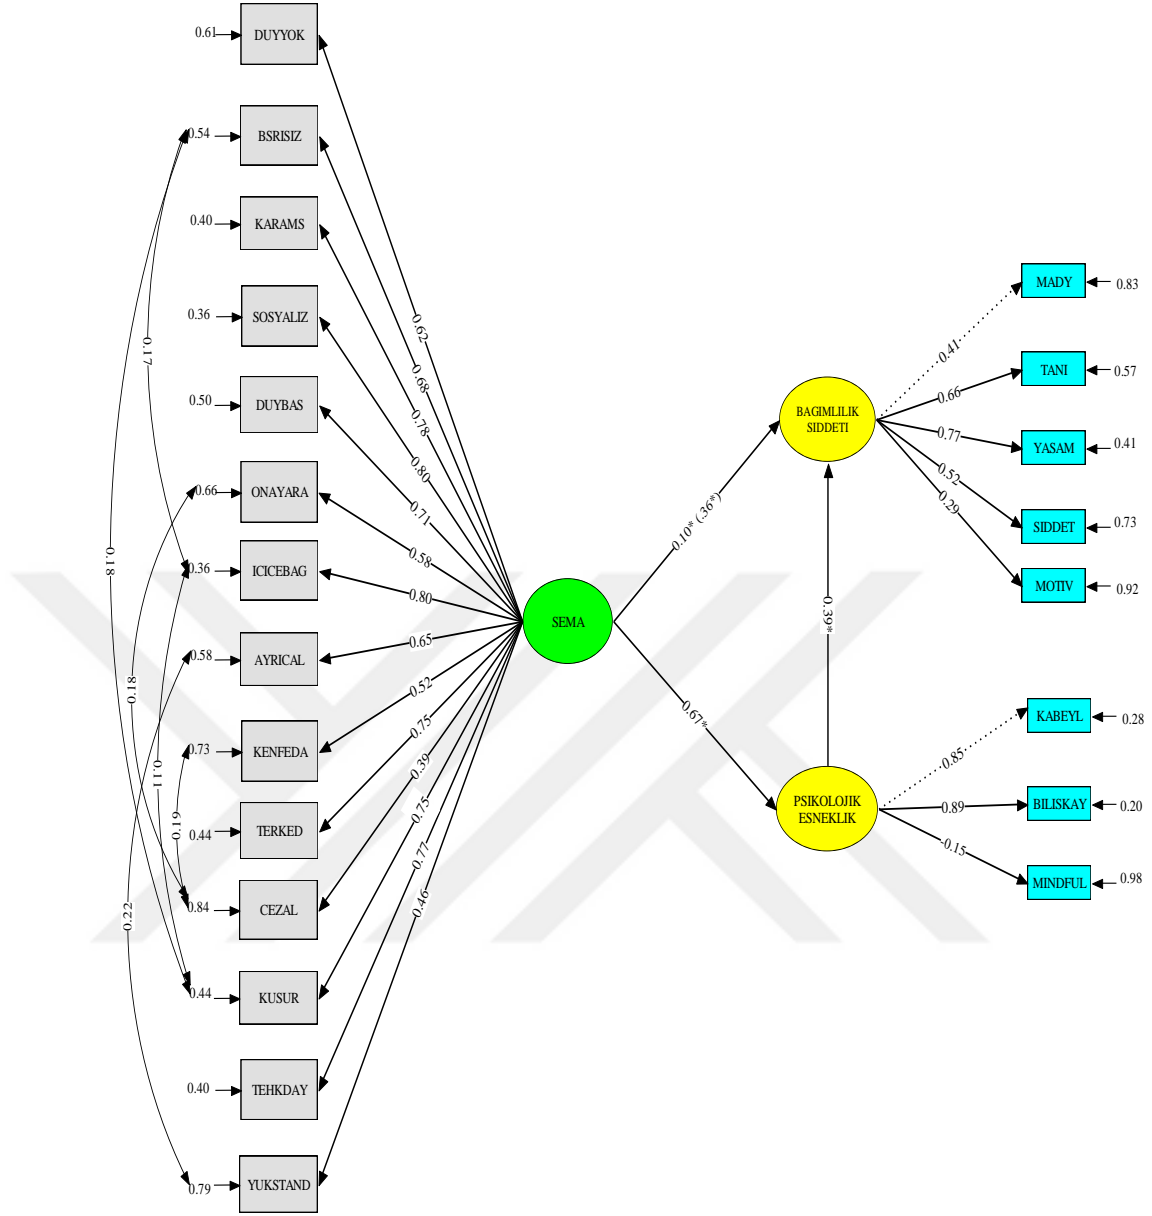 0.61 DUYYOK
0.54 BSRISIZ
0.40 KARAMS
0.36 SOSYALIZ
0.50 DUYBAS
0.66 ONAYARA
0.36 ICICEBAG
0.58 AYRICAL
0.73 KENFEDA
0.44 TERKED
0.84 CEZAL
0.44 KUSUR
0.40 TEHKDAY
0.79 YUKSTAND
0.17
0.18
0.18
0.11
0.19
0.22
0.62
0.68
0.78
0.80
0.71
0.58
0.80
0.65
0.52
0.75
0.39
0.75
0.77
0.46
SEMA
0.10* (.36*)
0.67*
0.39*
BAGIMLILIK
SIDDETI
PSIKOLOJIK
ESNEKLIK
0.41
0.66
0.77
0.52
0.29
MADY 0.83
TANI 0.57
YASAM 0.41
SIDDET 0.73
MOTIV 0.92
0.85
0.89
-0.15
KABEYL 0.28
BILISKAY 0.20
MINDFUL 0.98